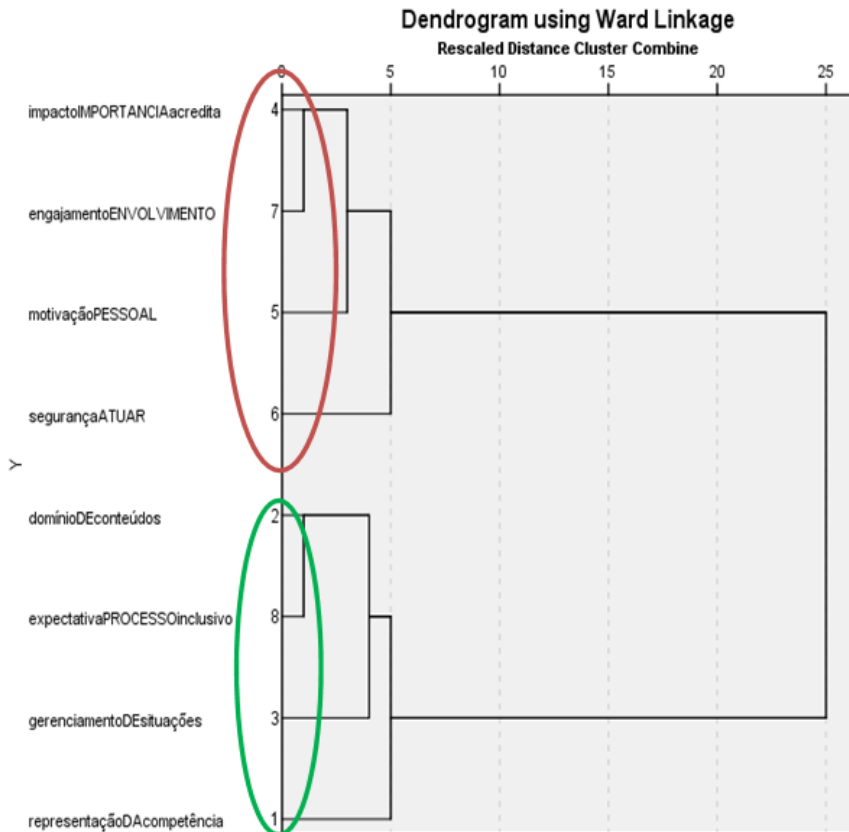 Dendrogram using Ward Linkage
Rescaled Distance Cluster Combine
0 5 10 15 20 25
impactoIMPORTANCIAacredita 4
engajamentoENVOLVIMENTO 7
motivaçãoPESSOAL 5
segurançaATUAR 6
Y
domínioDEconteúdos 2
expectativaPROCESSOinclusivo 8
gerenciamentoDEsituações 3
representaçãoDAcompetência 1